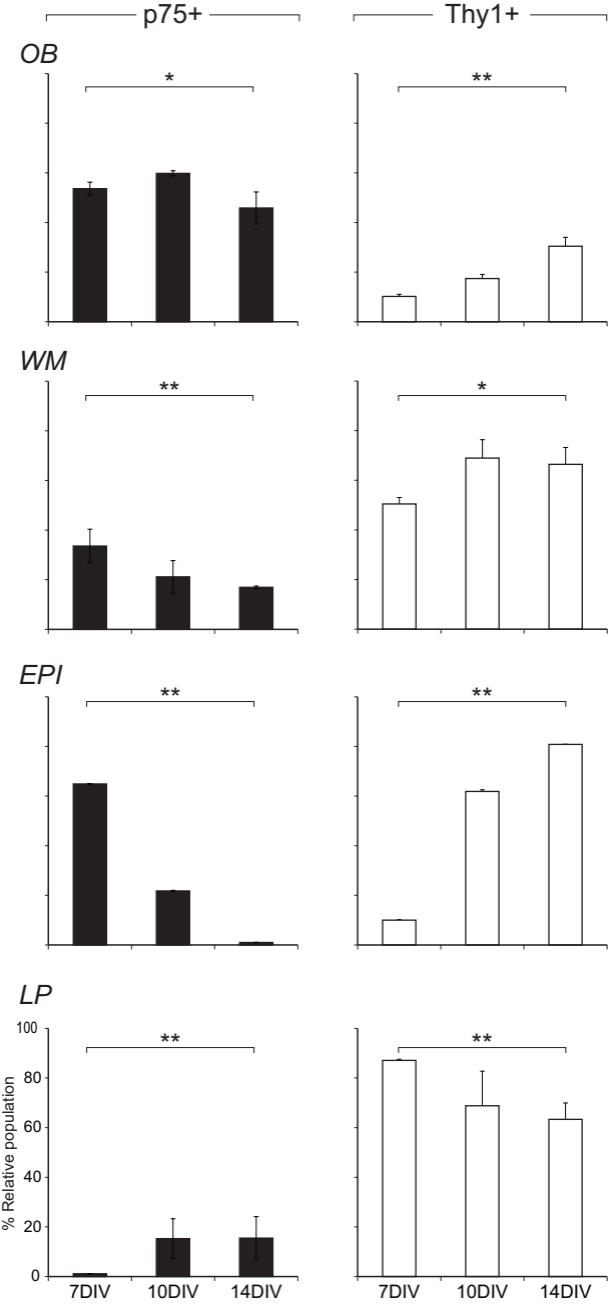 p75+ Thy1+
OB
* **
WM
** *
EPI
** **
LP
** **
100
80
60
40
20
0
% Relative population
7DIV 10DIV 14DIV 7DIV 10DIV 14DIV